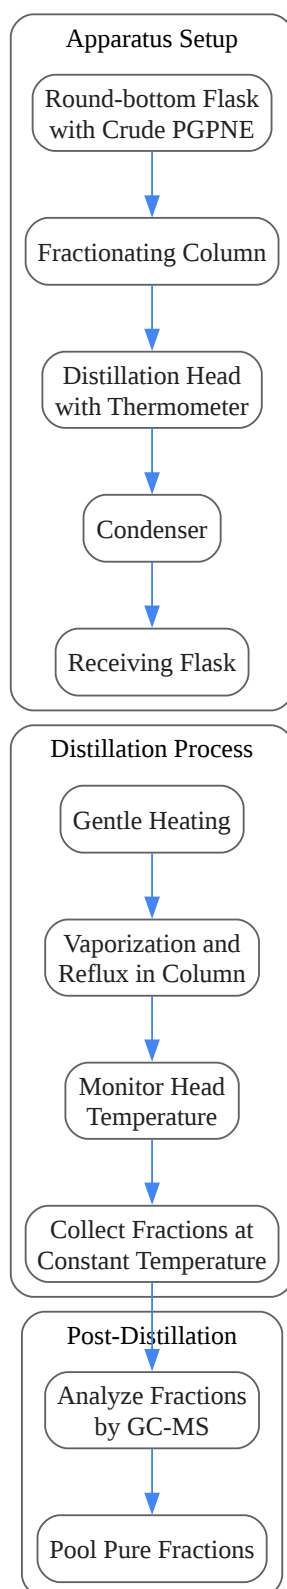 Apparatus Setup
Round-bottom Flask
with Crude PGPNE
Fractionating Column
Distillation Head
with Thermometer
Condenser
Receiving Flask
Distillation Process
Gentle Heating
Vaporization and
Reflux in Column
Monitor Head
Temperature
Collect Fractions at
Constant Temperature
Post-Distillation
Analyze Fractions
by GC-MS
Pool Pure Fractions